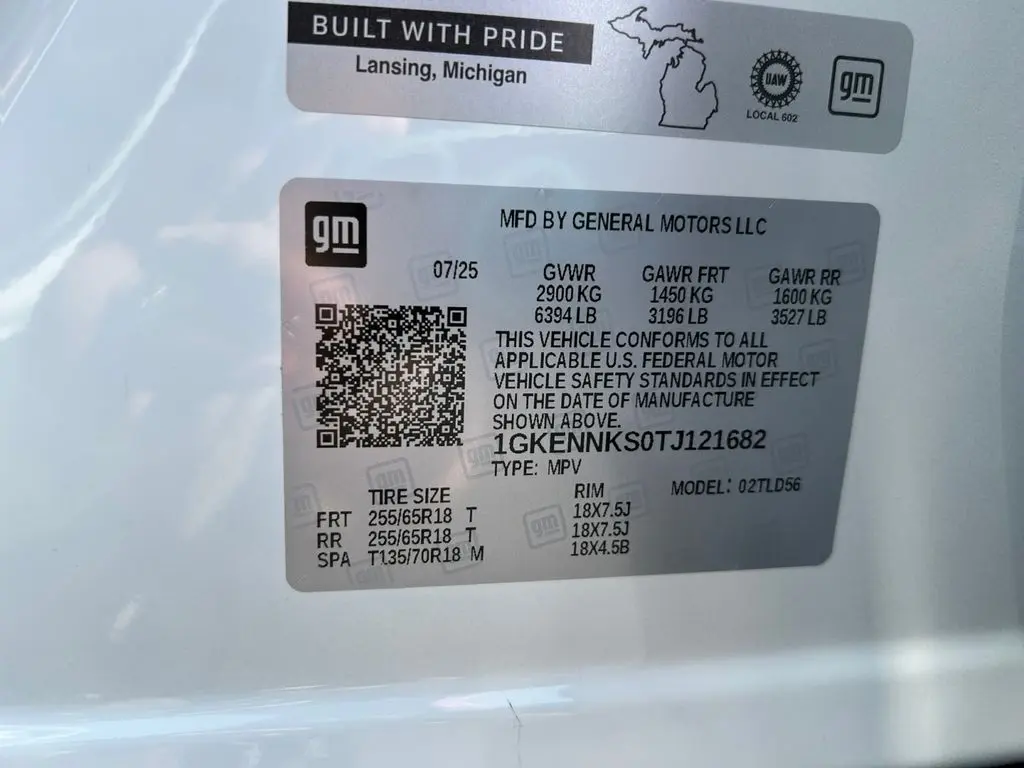 BUILT WITH PRIDE
Lansing, Michigan
UAW
LOCAL 602
gm
gm
MFD BY GENERAL MOTORS LLC
07/25
GVWR GAWR FRT GAWR RR
2900 KG 1450 KG 1600 KG
6394 LB 3196 LB 3527 LB
THIS VEHICLE CONFORMS TO ALL
APPLICABLE U.S. FEDERAL MOTOR
VEHICLE SAFETY STANDARDS IN EFFECT
ON THE DATE OF MANUFACTURE
SHOWN ABOVE.
1GKENNKS0TJ121682
TYPE: MPV
MODEL: 02TLD56
TIRE SIZE RIM
FRT 255/65R18 T 18X7.5J
RR 255/65R18 T 18X7.5J
SPA T135/70R18 M 18X4.5B